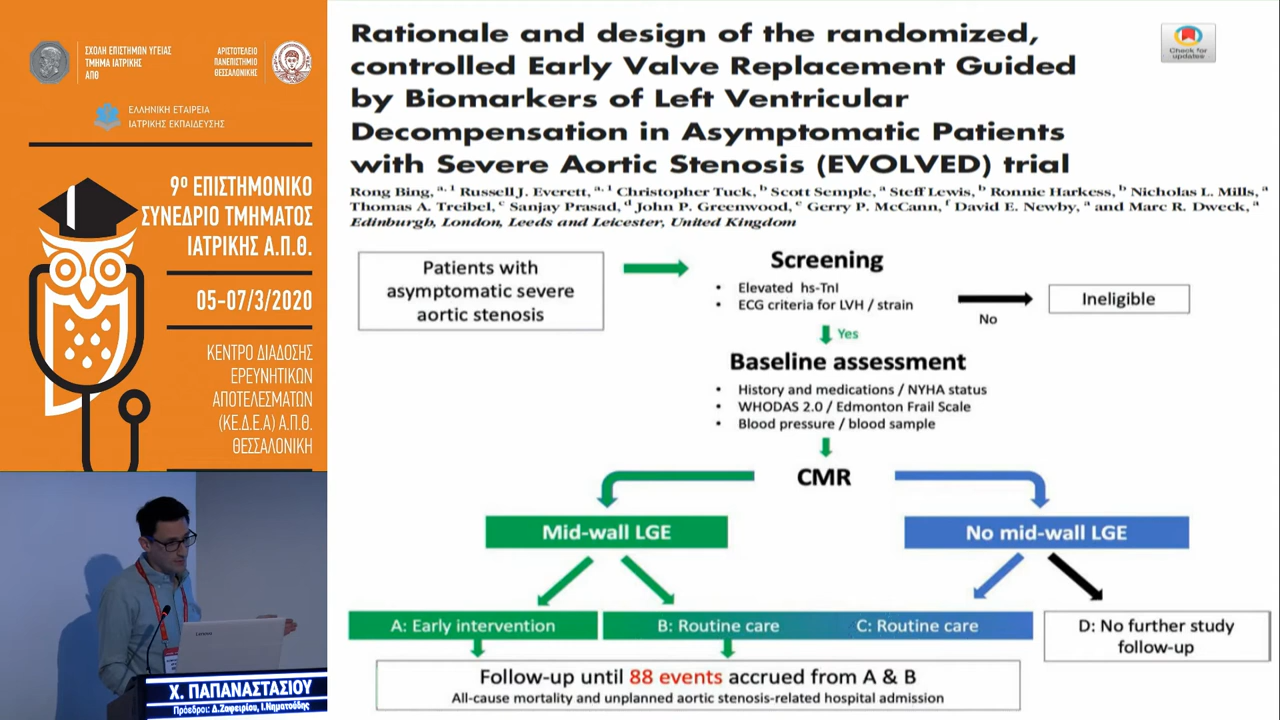 ΣΧΟΛΗ ΕΠΙΣΤΗΜΩΝ ΥΓΕΙΑΣ
ΤΜΗΜΑ ΙΑΤΡΙΚΗΣ
ΑΠΘ
ΑΡΙΣΤΟΤΕΛΕΙΟ
ΠΑΝΕΠΙΣΤΗΜΙΟ
ΘΕΣΣΑΛΟΝΙΚΗΣ
ΕΛΛΗΝΙΚΗ ΕΤΑΙΡΕΙΑ
ΙΑΤΡΙΚΗΣ ΕΚΠΑΙΔΕΥΣΗΣ
9º ΕΠΙΣΤΗΜΟΝΙΚΟ
ΣΥΝΕΔΡΙΟ ΤΜΗΜΑΤΟΣ
ΙΑΤΡΙΚΗΣ Α.Π.Θ.
05-07/3/2020
ΚΕΝΤΡΟ ΔΙΑΔΟΣΗΣ
ΕΡΕΥΝΗΤΙΚΩΝ
ΑΠΟΤΕΛΕΣΜΑΤΩΝ
(ΚΕ.Δ.Ε.Α) Α.Π.Θ.
ΘΕΣΣΑΛΟΝΙΚΗ
Lenovo
Χ. ΠΑΠΑΝΑΣΤΑΣΙΟΥ
Πρόεδροι: Δ.Ζαφειρίου, Ι.Νηματούδης
Rationale and design of the randomized,
controlled Early Valve Replacement Guided
by Biomarkers of Left Ventricular
Decompensation in Asymptomatic Patients
with Severe Aortic Stenosis (EVOLVED) trial
Check for
updates
Rong Bing, a,1 Russell J. Everett, a,1 Christopher Tuck, b Scott Semple, a Steff Lewis, b Ronnie Harkess, b Nicholas L. Mills, a
Thomas A. Treibel, c Sanjay Prasad, d John P. Greenwood, e Gerry P. McCann, f David E. Newby, a and Marc R. Dweck, a
Edinburgh, London, Leeds and Leicester, United Kingdom
Patients with
asymptomatic severe
aortic stenosis
Screening
• Elevated hs-TnI
• ECG criteria for LVH / strain
No
Ineligible
Yes
Baseline assessment
• History and medications / NYHA status
• WHODAS 2.0 / Edmonton Frail Scale
• Blood pressure / blood sample
CMR
Mid-wall LGE
No mid-wall LGE
A: Early intervention
B: Routine care
C: Routine care
D: No further study
follow-up
Follow-up until 88 events accrued from A & B
All-cause mortality and unplanned aortic stenosis-related hospital admission